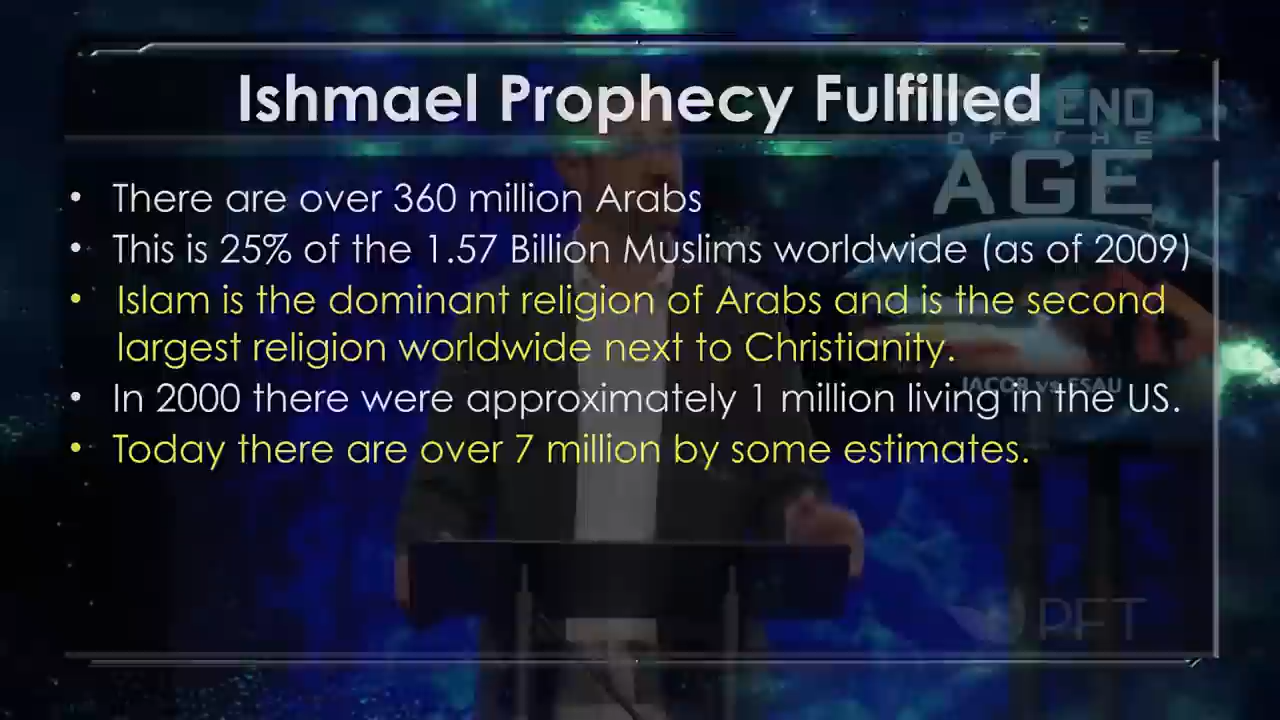 Ishmael Prophecy Fulfilled
END
OF THE
AGE
• There are over 360 million Arabs
• This is 25% of the 1.57 Billion Muslims worldwide (as of 2009)
• Islam is the dominant religion of Arabs and is the second
largest religion worldwide next to Christianity.
JACOB vs ESAU
• In 2000 there were approximately 1 million living in the US.
• Today there are over 7 million by some estimates.
PFT